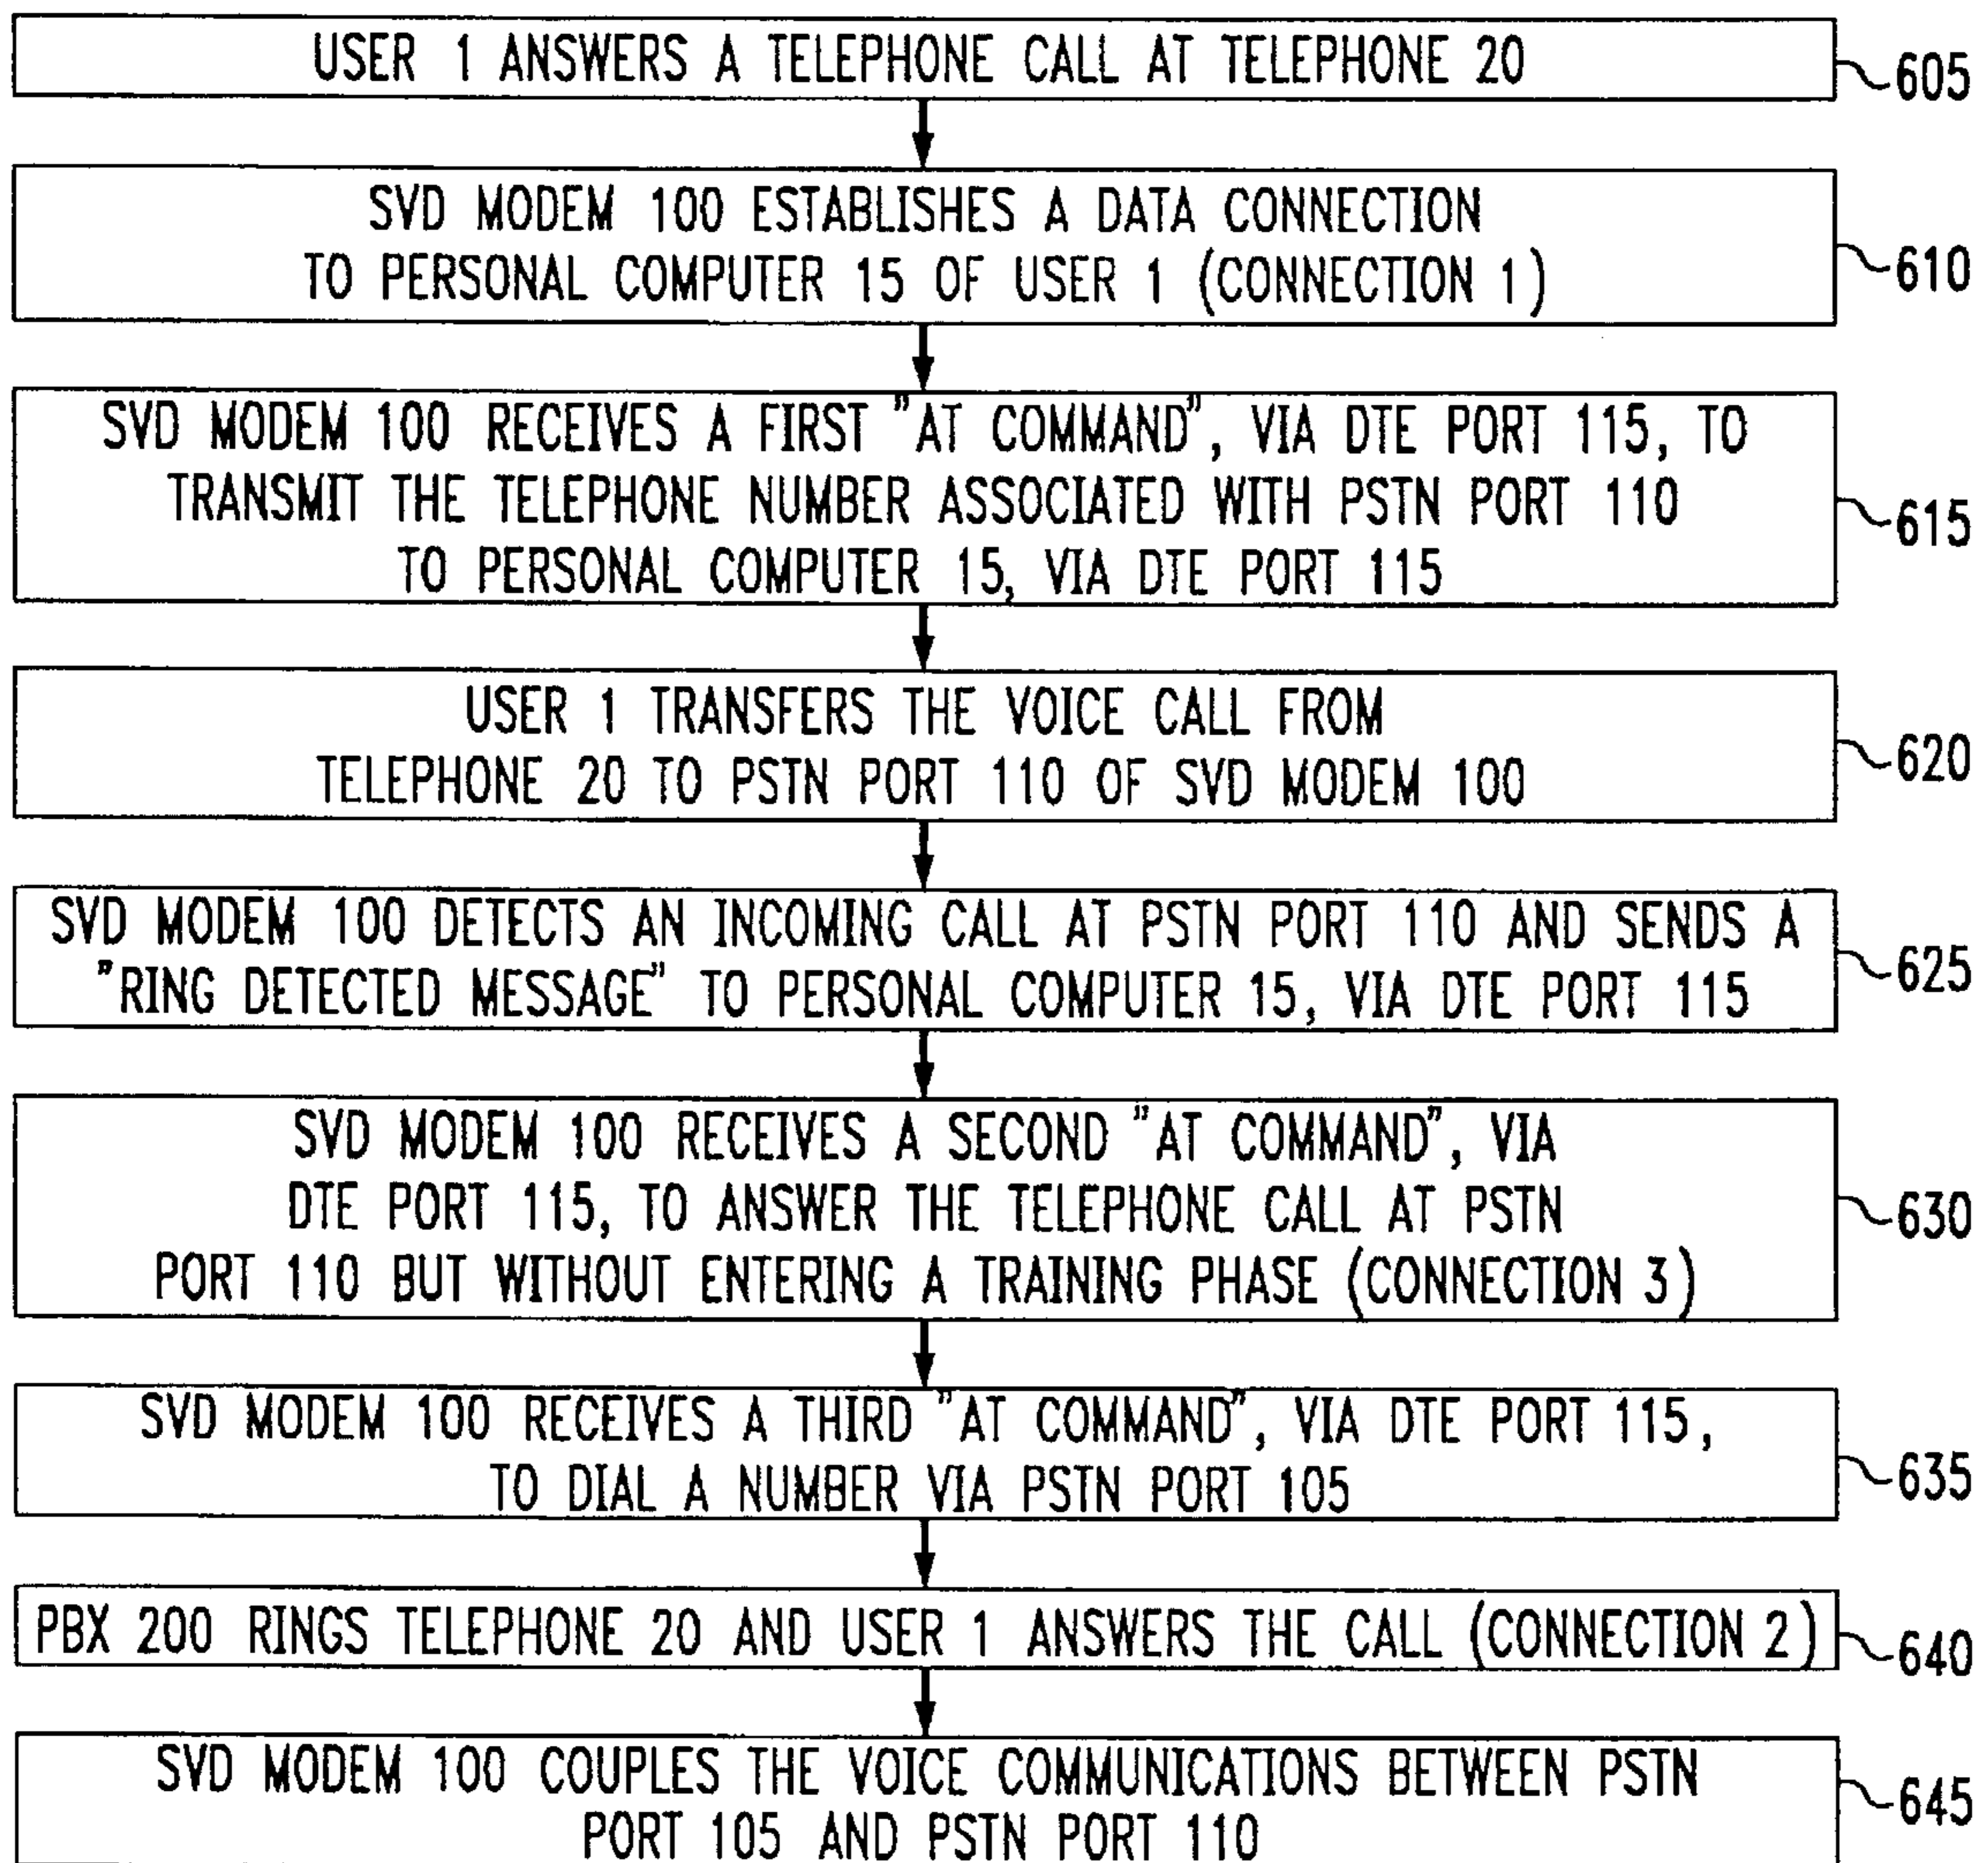 USER 1 ANSWERS A TELEPHONE CALL AT TELEPHONE 20
605
SVD MODEM 100 ESTABLISHES A DATA CONNECTION
TO PERSONAL COMPUTER 15 OF USER 1 (CONNECTION 1)
610
SVD MODEM 100 RECEIVES A FIRST "AT COMMAND", VIA DTE PORT 115, TO
TRANSMIT THE TELEPHONE NUMBER ASSOCIATED WITH PSTN PORT 110
TO PERSONAL COMPUTER 15, VIA DTE PORT 115
615
USER 1 TRANSFERS THE VOICE CALL FROM
TELEPHONE 20 TO PSTN PORT 110 OF SVD MODEM 100
620
SVD MODEM 100 DETECTS AN INCOMING CALL AT PSTN PORT 110 AND SENDS A
"RING DETECTED MESSAGE" TO PERSONAL COMPUTER 15, VIA DTE PORT 115
625
SVD MODEM 100 RECEIVES A SECOND "AT COMMAND", VIA
DTE PORT 115, TO ANSWER THE TELEPHONE CALL AT PSTN
PORT 110 BUT WITHOUT ENTERING A TRAINING PHASE (CONNECTION 3)
630
SVD MODEM 100 RECEIVES A THIRD "AT COMMAND", VIA DTE PORT 115,
TO DIAL A NUMBER VIA PSTN PORT 105
635
PBX 200 RINGS TELEPHONE 20 AND USER 1 ANSWERS THE CALL (CONNECTION 2)
640
SVD MODEM 100 COUPLES THE VOICE COMMUNICATIONS BETWEEN PSTN
PORT 105 AND PSTN PORT 110
645